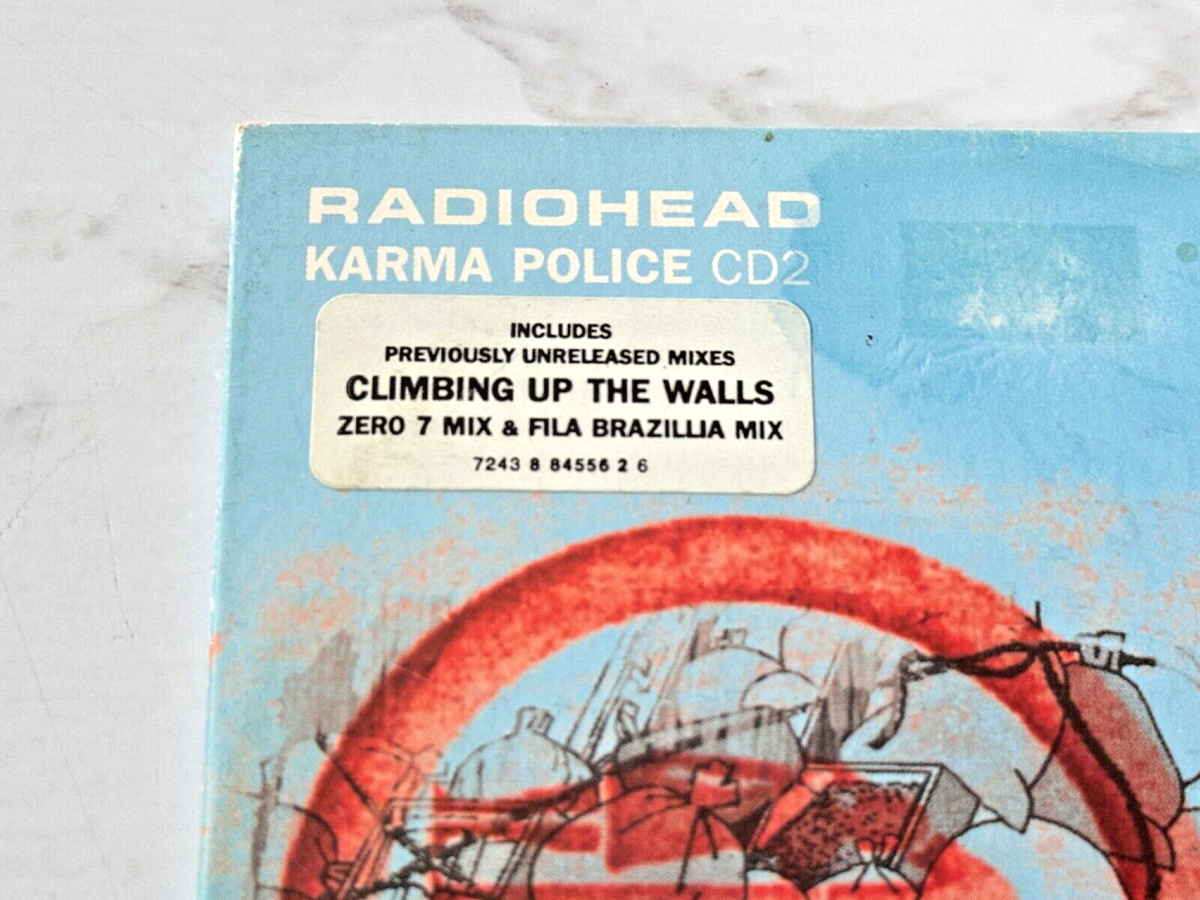 RADIOHEAD
KARMA POLICE CD2
INCLUDES
PREVIOUSLY UNRELEASED MIXES
CLIMBING UP THE WALLS
ZERO 7 MIX & FILA BRAZILLIA MIX
7243 8 84556 2 6